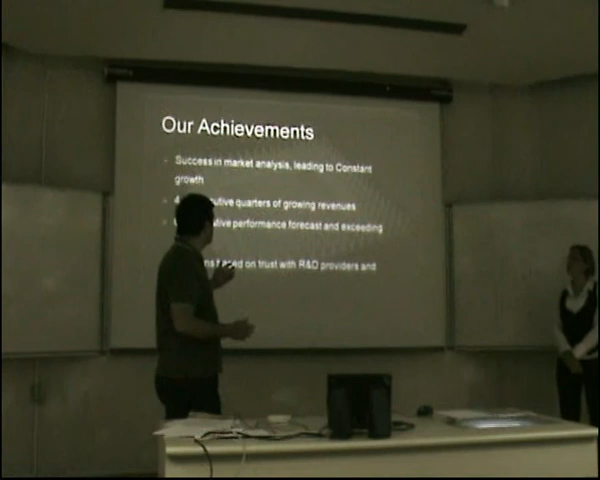 Our Achievements
Success in market analysis, leading to Constant
growth
4 quarters of growing revenues
performance forecast and exceeding
based on trust with R&D providers and